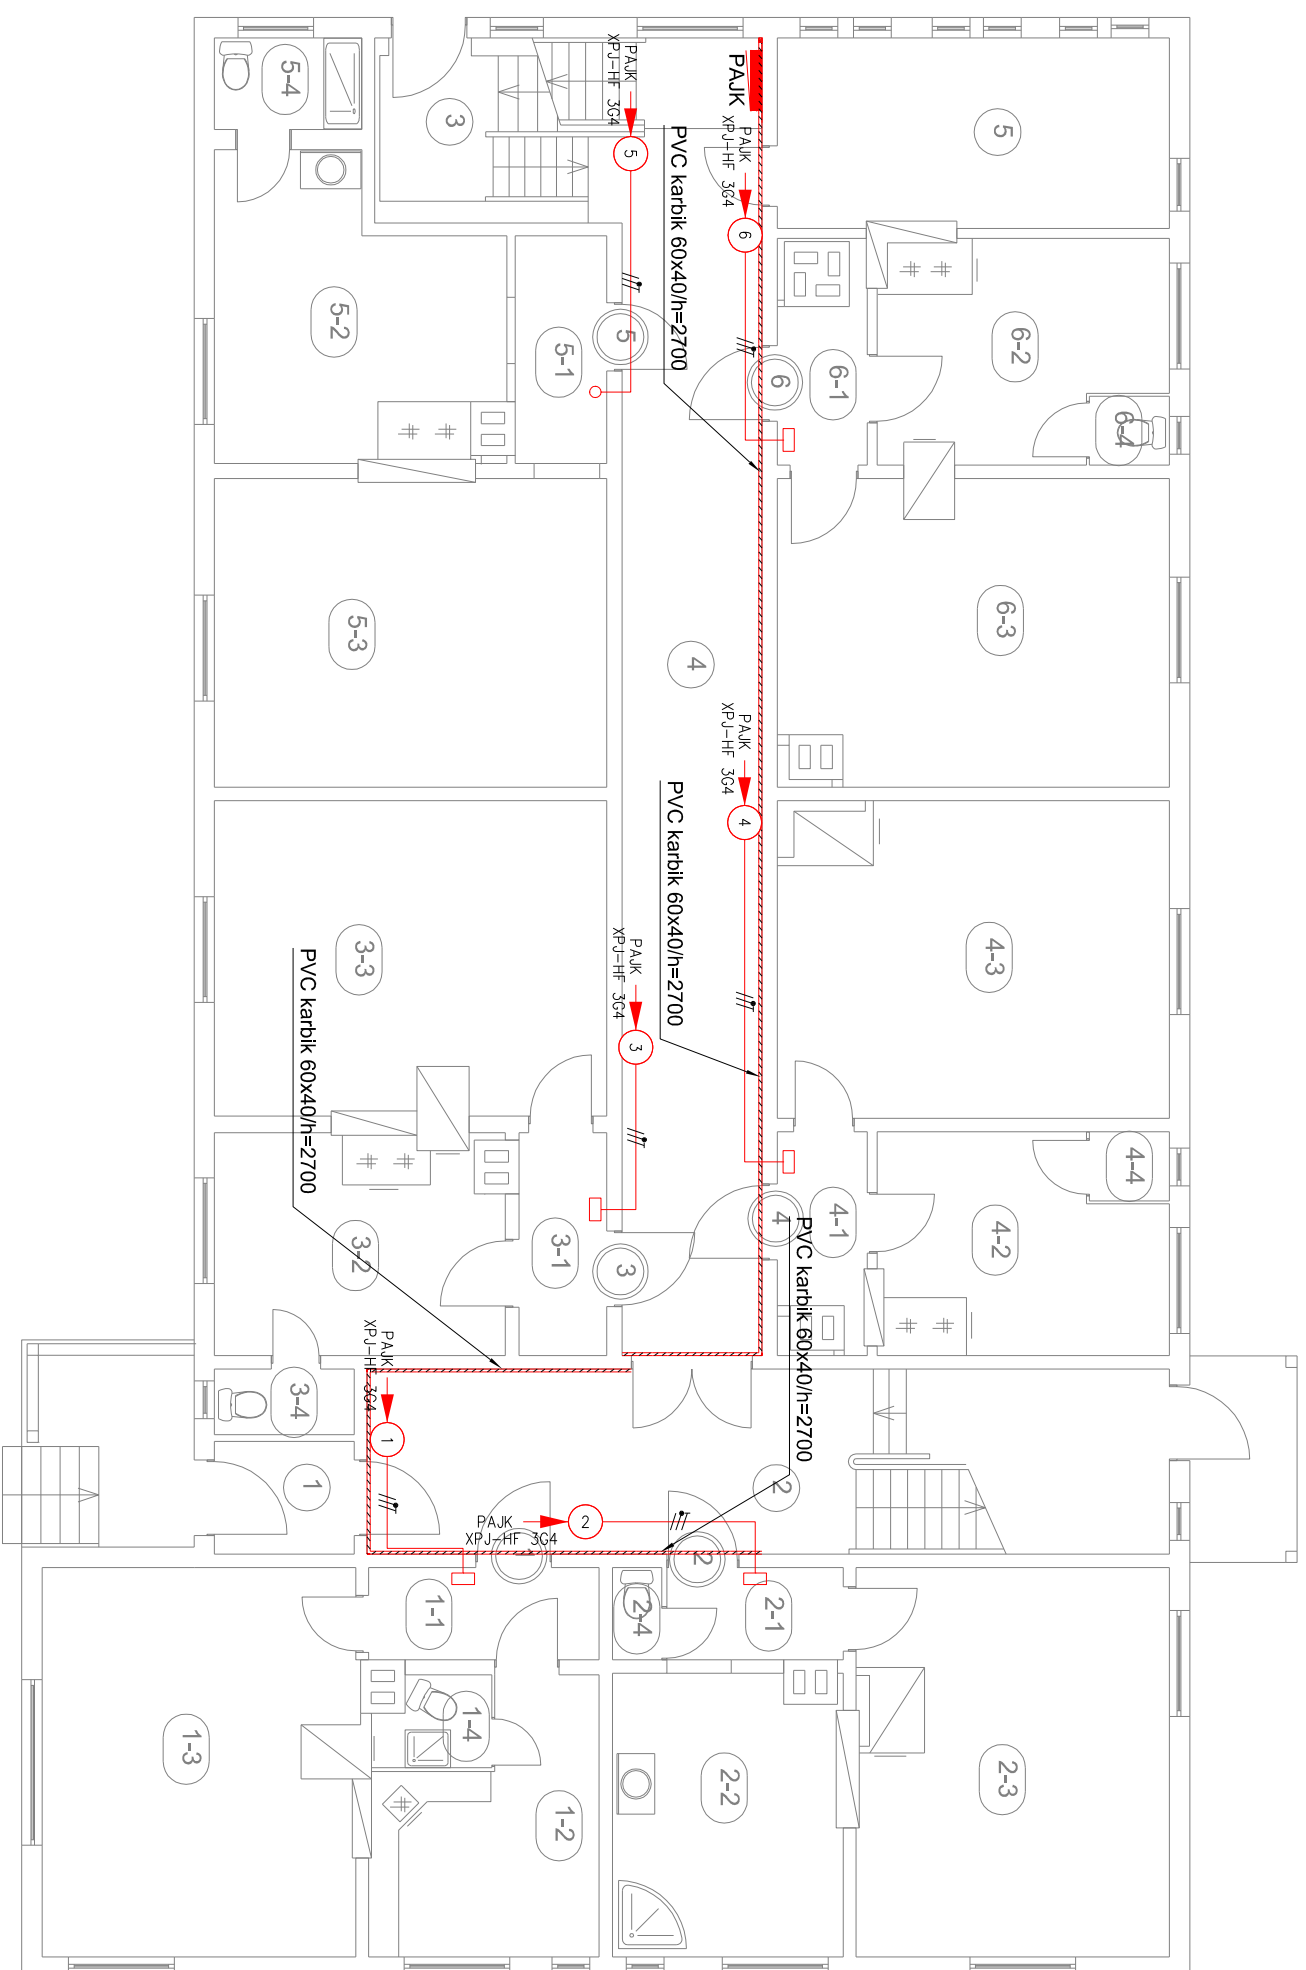 PAJK
PAJK
XPJ-HF 3G4
5
PAJK
XPJ-HF 3G4
6
PVC karbik 60x40/h=2700
5-4
3
5
5-2
5-1
5
6
6-1
6-2
6-4
5-3
4
6-3
PAJK
XPJ-HF 3G4
4
PVC karbik 60x40/h=2700
3-3
PAJK
XPJ-HF 3G4
3
4-3
PVC karbik 60x40/h=2700
3-2
3-1
3
4
4-1
4-2
4-4
PVC karbik 60x40/h=2700
3-4
PAJK
XPJ-HF 3G4
1
1
2
PAJK
XPJ-HF 3G4
2
2
1-1
2-4
2-1
1-3
1-4
1-2
2-2
2-3